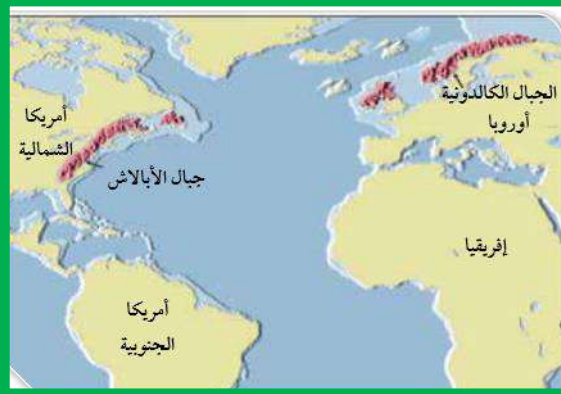 الجبال الكالدونية
أوروبا
أمريكا
الشمالية
جبال الأبالاش
إفريقيا
أمريكا
الجنوبية